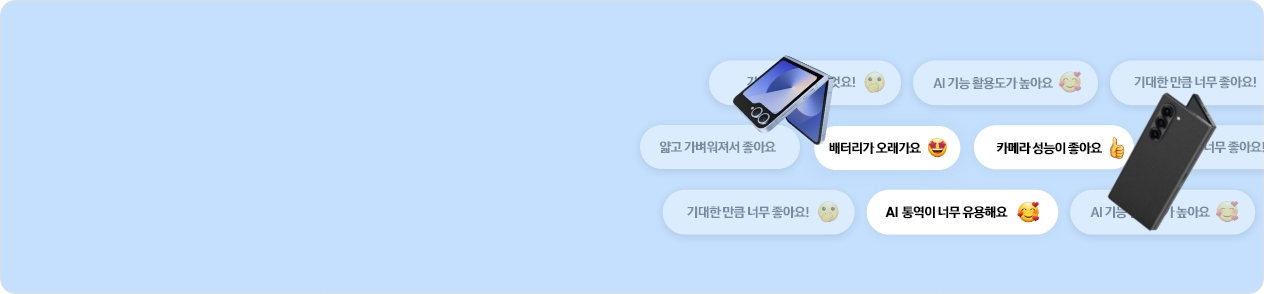 것요!
AI 기능 활용도가 높아요
기대한 만큼 너무 좋아요!
얇고 가벼워져서 좋아요
배터리가 오래가요
카메라 성능이 좋아요
너무 좋아요!
기대한 만큼 너무 좋아요!
AI 통역이 너무 유용해요
AI 기능 높아요